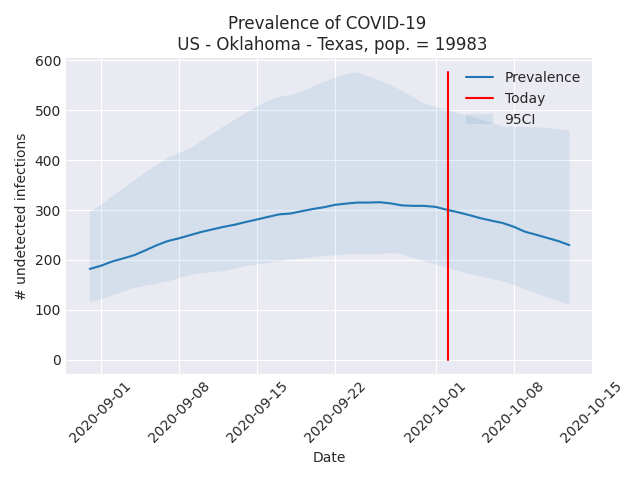 Prevalence of COVID-19
US - Oklahoma - Texas, pop. = 19983
# undetected infections
600
500
400
300
200
100
0
Prevalence
Today
95CI
2020-09-01
2020-09-08
2020-09-15
2020-09-22
2020-10-01
2020-10-08
2020-10-15
Date